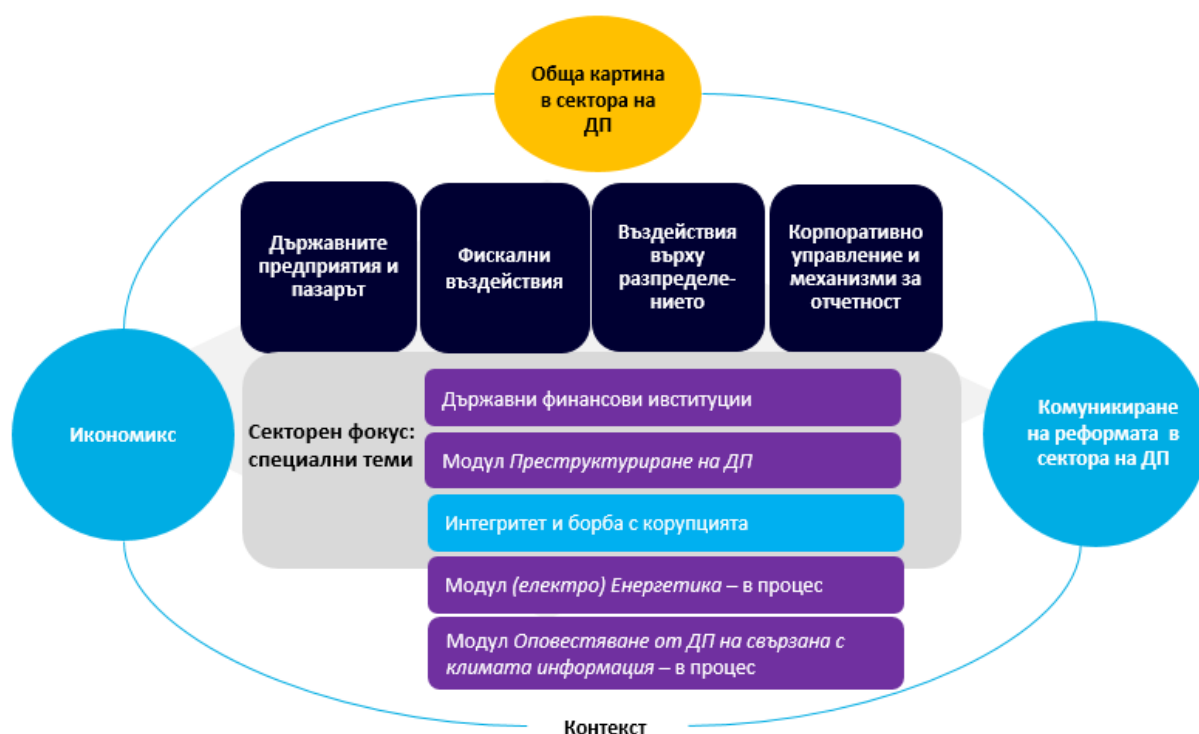 Обща картина
в сектора на
ДП
Държавните
предприятия и
пазарът
Фискални
въздействия
Въздействия
върху
разпределе-
нието
Корпоративно
управление и
механизми за
отчетност
Икономикс
Секторен фокус:
специални теми
Държавни финансови ивституции
Модул Преструктуриране на ДП
Интегритет и борба с корупцията
Модул (електро) Енергетика – в процес
Модул Оповестяване от ДП на свързана с
климата информация – в процес
Комуникиране
на реформата в
сектора на ДП
Контекст